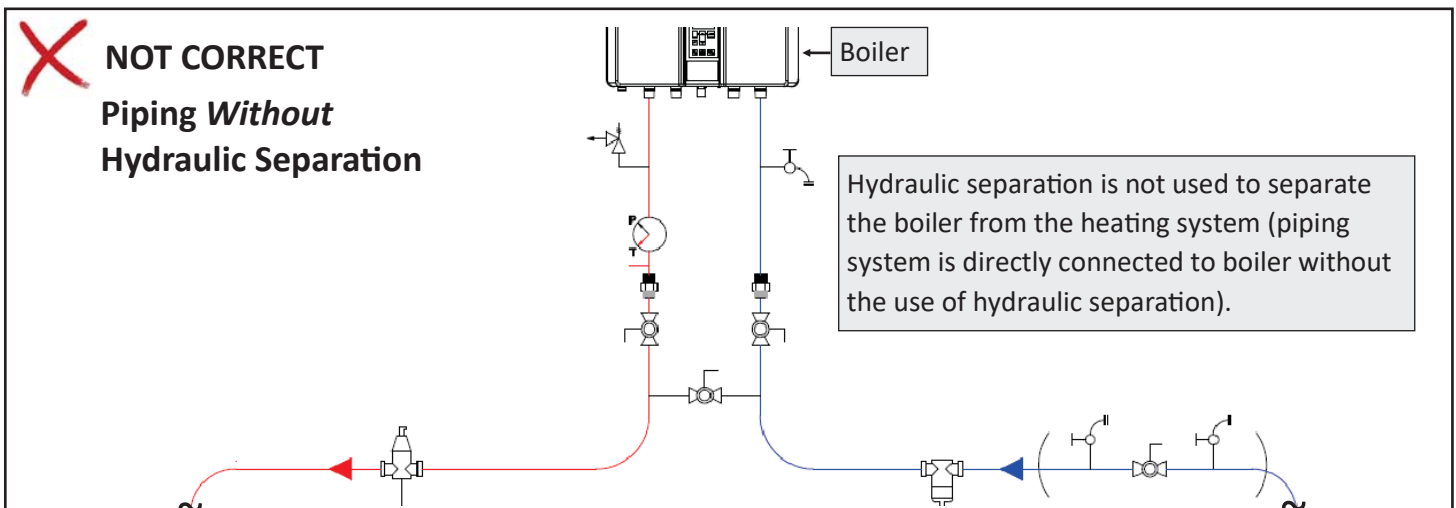 NOT CORRECT
Piping Without
Hydraulic Separation
Boiler
Hydraulic separation is not used to separate
the boiler from the heating system (piping
system is directly connected to boiler without
the use of hydraulic separation).
P
T